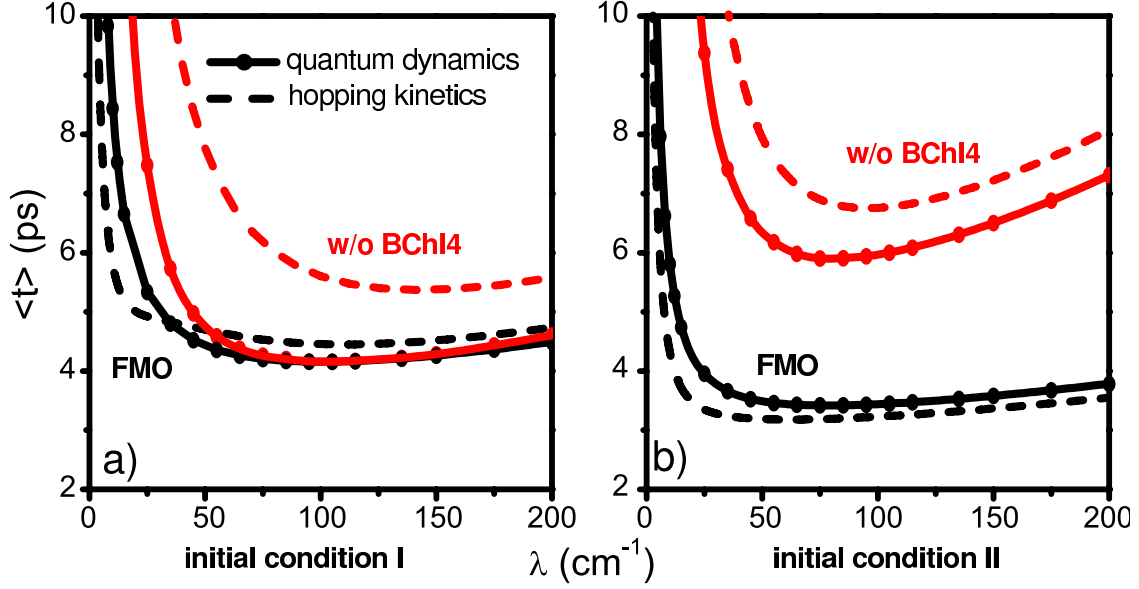 <t> (ps)
10
8
6
4
2
quantum dynamics
hopping kinetics
w/o BChl4
FMO
a)
0
50
100
150
200
initial condition I
10
8
6
4
2
w/o BChl4
FMO
b)
0
50
100
150
200
initial condition II
λ (cm⁻¹)